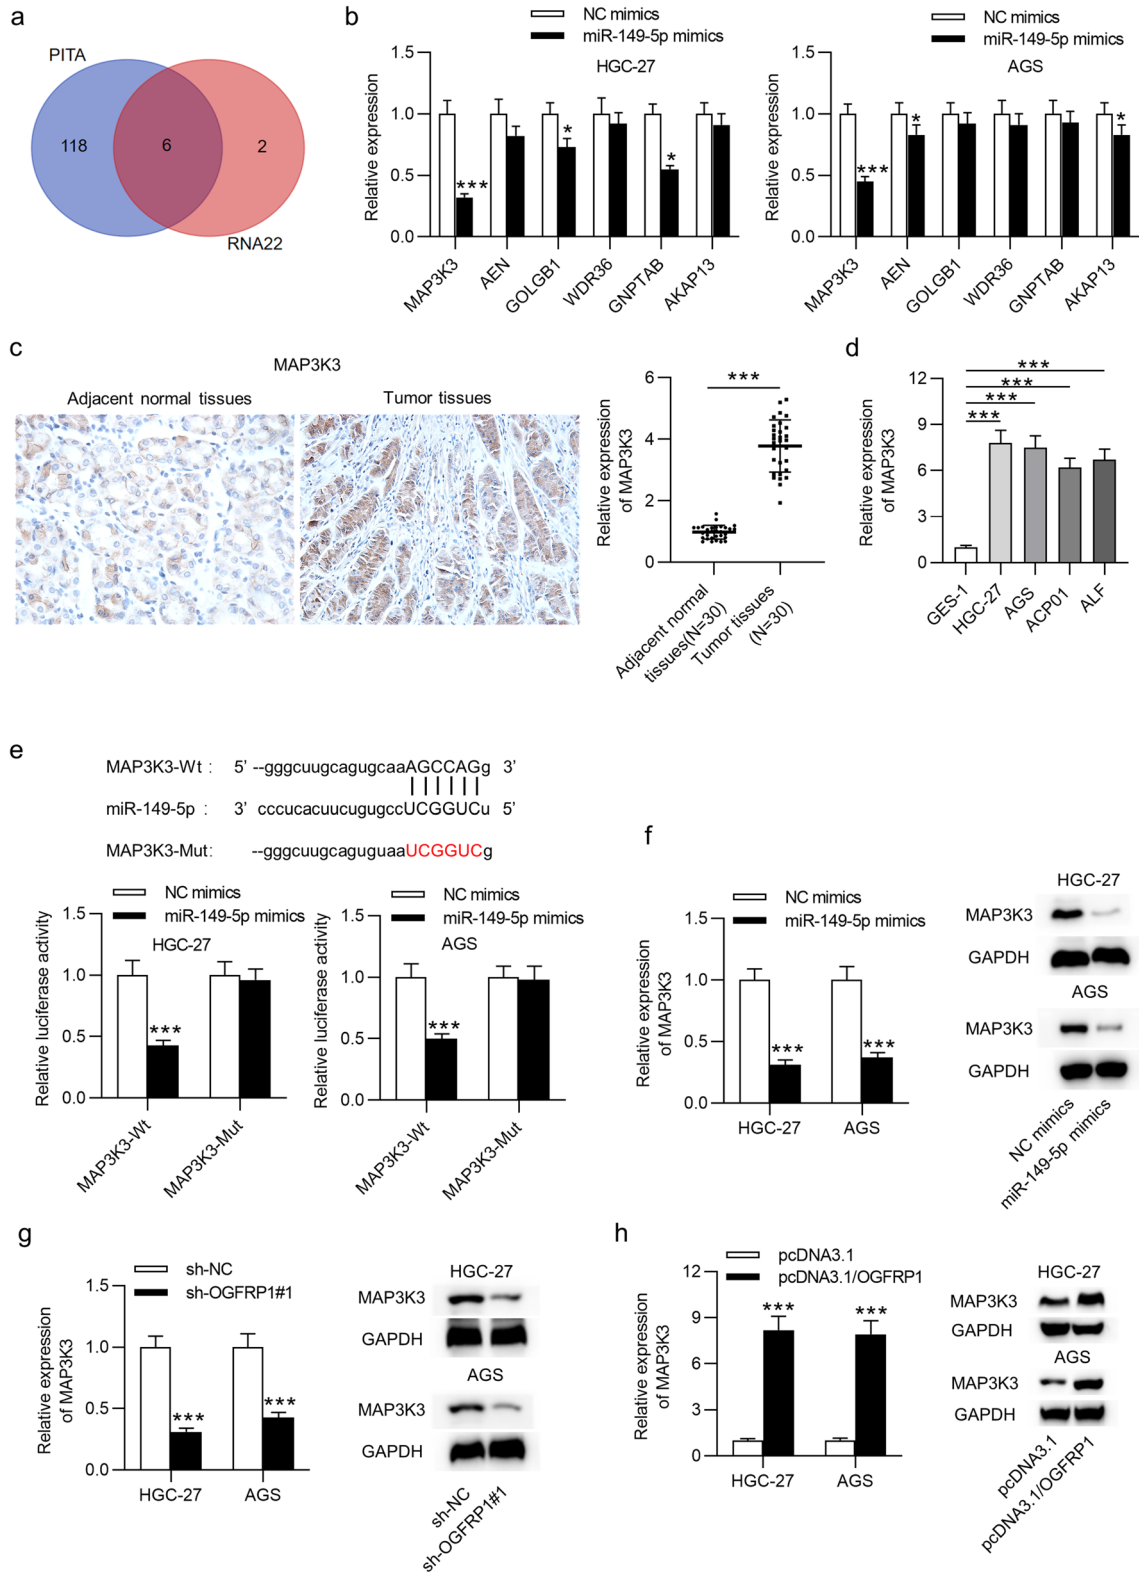 a
PITA
118
6
2
RNA22
b
NC mimics
miR-149-5p mimics
HGC-27
Relative expression
1.5
1.0
0.5
0.0
***
*
*
MAP3K3
AEN
GOLGB1
WDR36
GNPTAB
AKAP13
NC mimics
miR-149-5p mimics
AGS
Relative expression
1.5
1.0
0.5
0.0
***
*
*
MAP3K3
AEN
GOLGB1
WDR36
GNPTAB
AKAP13
c
MAP3K3
Adjacent normal tissues
Tumor tissues
Relative expression
of MAP3K3
6
4
2
0
***
Adjacent normal
tissues(N=30)
Tumor tissues
(N=30)
d
Relative expression
of MAP3K3
12
9
6
3
0
***
***
***
***
GES-1
HGC-27
AGS
ACP01
ALF
e
MAP3K3-Wt : 5' --gggcuugcagugcaaAGCCAGg 3'
miR-149-5p : 3' cccucacuucugugccUCGGUCu 5'
MAP3K3-Mut: --gggcuugcaguguaaUCGGUCg
NC mimics
miR-149-5p mimics
HGC-27
Relative luciferase activity
1.5
1.0
0.5
0.0
***
MAP3K3-Wt
MAP3K3-Mut
NC mimics
miR-149-5p mimics
AGS
Relative luciferase activity
1.5
1.0
0.5
0.0
***
MAP3K3-Wt
MAP3K3-Mut
f
NC mimics
miR-149-5p mimics
Relative expression
of MAP3K3
1.5
1.0
0.5
0.0
***
***
HGC-27
AGS
HGC-27
MAP3K3
GAPDH
AGS
MAP3K3
GAPDH
NC mimics
miR-149-5p mimics
g
sh-NC
sh-OGFRP1#1
Relative expression
of MAP3K3
1.5
1.0
0.5
0.0
***
***
HGC-27
AGS
HGC-27
MAP3K3
GAPDH
AGS
MAP3K3
GAPDH
sh-NC
sh-OGFRP1#1
h
pcDNA3.1
pcDNA3.1/OGFRP1
Relative expression
of MAP3K3
12
9
6
3
0
***
***
HGC-27
AGS
HGC-27
MAP3K3
GAPDH
AGS
MAP3K3
GAPDH
pcDNA3.1
pcDNA3.1/OGFRP1